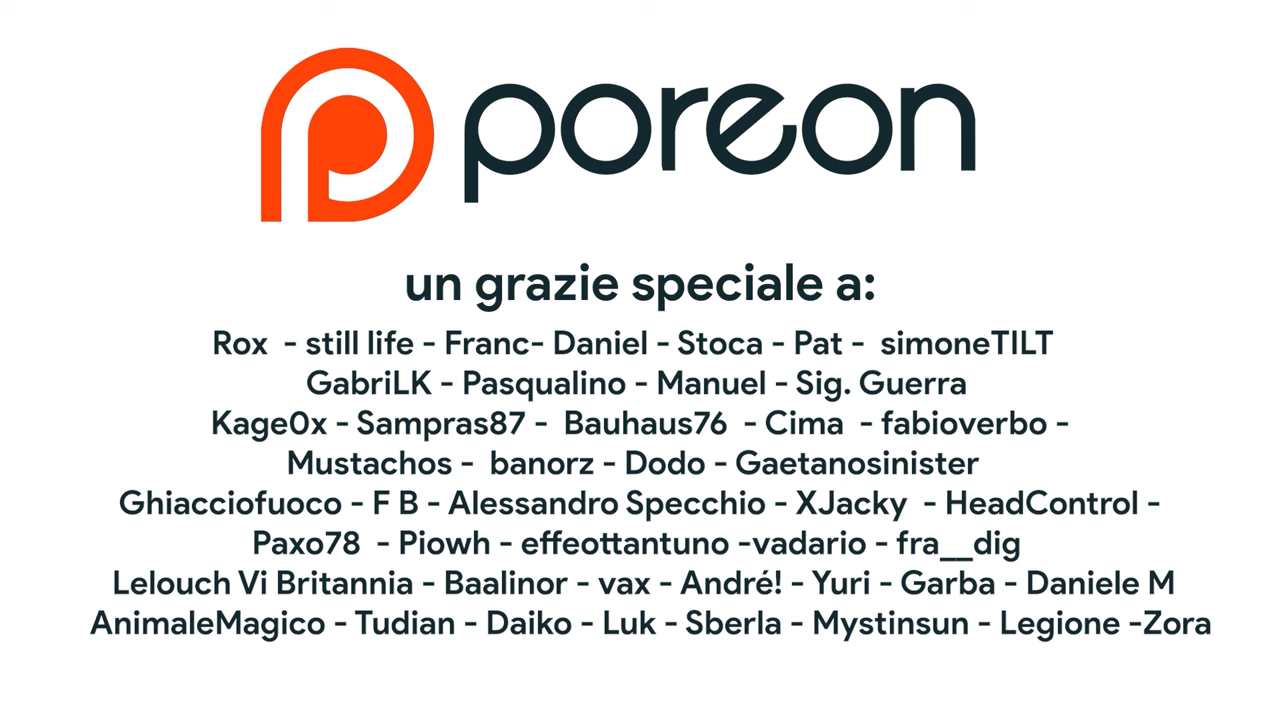 poreon
un grazie speciale a:
Rox - still life - Franc- Daniel - Stoca - Pat - simoneTILT
GabriLK - Pasqualino - Manuel - Sig. Guerra
Kage0x - Sampras87 - Bauhaus76 - Cima - fabioverbo -
Mustachos - banorz - Dodo - Gaetanosinister
Ghiacciofuoco - F B - Alessandro Specchio - XJacky - HeadControl -
Paxo78 - Piowh - effeottantuno -vadario - fra__dig
Lelouch Vi Britannia - Baalinor - vax - André! - Yuri - Garba - Daniele M
AnimaleMagico - Tudian - Daiko - Luk - Sberla - Mystinsun - Legione -Zora